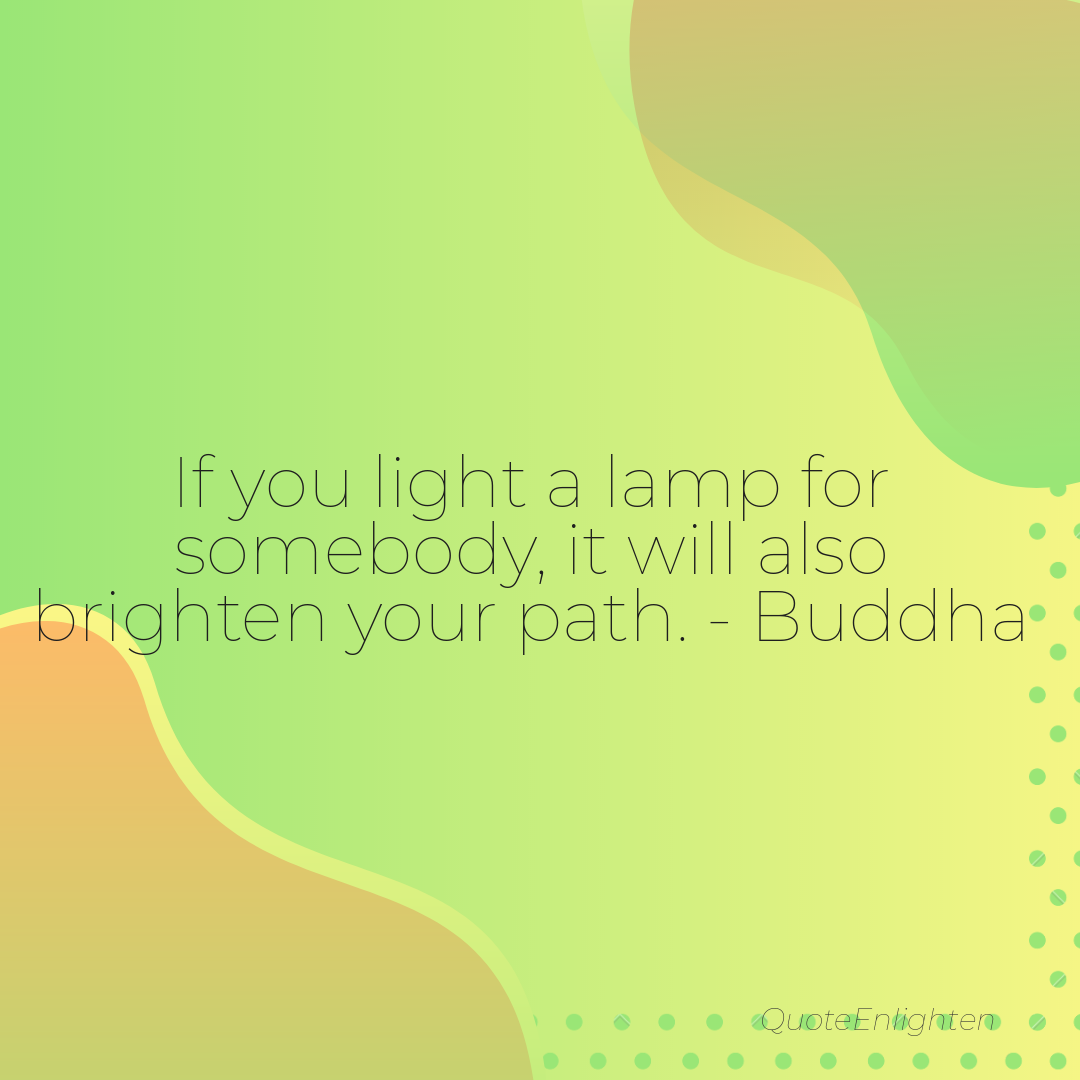 If you light a lamp for
somebody, it will also
brighten your path. - Buddha
QuoteEnlighten